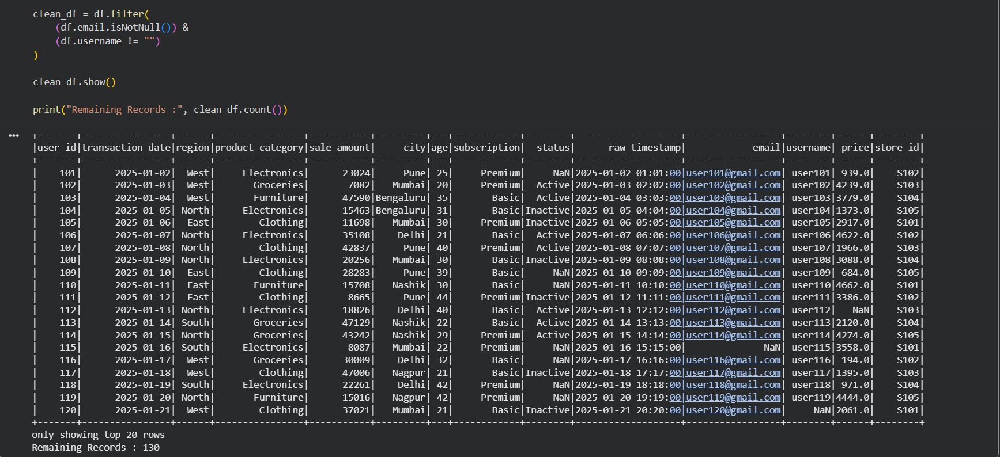 clean_df = df.filter(
    (df.email.isNotNull()) &
    (df.username != "")
)
clean_df.show()
print("Remaining Records :", clean_df.count())
+-------+----------------+------+----------------+-----------+---------+---+------------+--------+-------------------+-----------------+--------+------+--------+
|user_id|transaction_date|region|product_category|sale_amount|     city|age|subscription|  status|      raw_timestamp|            email|username| price|store_id|
+-------+----------------+------+----------------+-----------+---------+---+------------+--------+-------------------+-----------------+--------+------+--------+
|    101|      2025-01-02|  West|     Electronics|      23024|     Pune| 25|     Premium|     NaN|2025-01-02 01:01:00|user101@gmail.com| user101| 939.0|    S102|
|    102|      2025-01-03|  West|       Groceries|       7082|   Mumbai| 20|     Premium|  Active|2025-01-03 02:02:00|user102@gmail.com| user102|4239.0|    S103|
|    103|      2025-01-04|  West|       Furniture|      47590|Bengaluru| 35|       Basic|  Active|2025-01-04 03:03:00|user103@gmail.com| user103|3779.0|    S104|
|    104|      2025-01-05| North|     Electronics|      15463|Bengaluru| 31|       Basic|Inactive|2025-01-05 04:04:00|user104@gmail.com| user104|1373.0|    S105|
|    105|      2025-01-06|  East|        Clothing|      11698|   Mumbai| 30|     Premium|Inactive|2025-01-06 05:05:00|user105@gmail.com| user105|2917.0|    S101|
|    106|      2025-01-07| North|     Electronics|      35108|    Delhi| 21|       Basic|  Active|2025-01-07 06:06:00|user106@gmail.com| user106|4622.0|    S102|
|    107|      2025-01-08| North|        Clothing|      42837|     Pune| 40|     Premium|  Active|2025-01-08 07:07:00|user107@gmail.com| user107|1966.0|    S103|
|    108|      2025-01-09| North|     Electronics|      20256|   Mumbai| 30|       Basic|Inactive|2025-01-09 08:08:00|user108@gmail.com| user108|3088.0|    S104|
|    109|      2025-01-10|  East|        Clothing|      28283|     Pune| 39|       Basic|     NaN|2025-01-10 09:09:00|user109@gmail.com| user109| 684.0|    S105|
|    110|      2025-01-11|  East|       Furniture|      15708|   Nashik| 30|       Basic|     NaN|2025-01-11 10:10:00|user110@gmail.com| user110|4662.0|    S101|
|    111|      2025-01-12|  East|        Clothing|       8665|     Pune| 44|     Premium|Inactive|2025-01-12 11:11:00|user111@gmail.com| user111|3386.0|    S102|
|    112|      2025-01-13| North|     Electronics|      18826|    Delhi| 40|       Basic|  Active|2025-01-13 12:12:00|user112@gmail.com| user112|   NaN|    S103|
|    113|      2025-01-14| South|       Groceries|      47129|   Nashik| 22|       Basic|  Active|2025-01-14 13:13:00|user113@gmail.com| user113|2120.0|    S104|
|    114|      2025-01-15| North|       Groceries|      43242|   Nashik| 29|     Premium|  Active|2025-01-15 14:14:00|user114@gmail.com| user114|4274.0|    S105|
|    115|      2025-01-16| South|     Electronics|       8087|   Mumbai| 22|     Premium|     NaN|2025-01-16 15:15:00|              NaN| user115|3558.0|    S101|
|    116|      2025-01-17|  West|       Groceries|      30009|    Delhi| 32|       Basic|     NaN|2025-01-17 16:16:00|user116@gmail.com| user116| 194.0|    S102|
|    117|      2025-01-18|  West|        Clothing|      47006|   Nagpur| 21|       Basic|Inactive|2025-01-18 17:17:00|user117@gmail.com| user117|1395.0|    S103|
|    118|      2025-01-19| South|     Electronics|      22261|    Delhi| 42|     Premium|     NaN|2025-01-19 18:18:00|user118@gmail.com| user118| 971.0|    S104|
|    119|      2025-01-20| North|       Furniture|      15016|   Nagpur| 42|     Premium|     NaN|2025-01-20 19:19:00|user119@gmail.com| user119|4444.0|    S105|
|    120|      2025-01-21|  West|        Clothing|      37021|   Mumbai| 21|       Basic|Inactive|2025-01-21 20:20:00|user120@gmail.com|     NaN|2061.0|    S101|
+-------+----------------+------+----------------+-----------+---------+---+------------+--------+-------------------+-----------------+--------+------+--------+
only showing top 20 rows
Remaining Records : 130